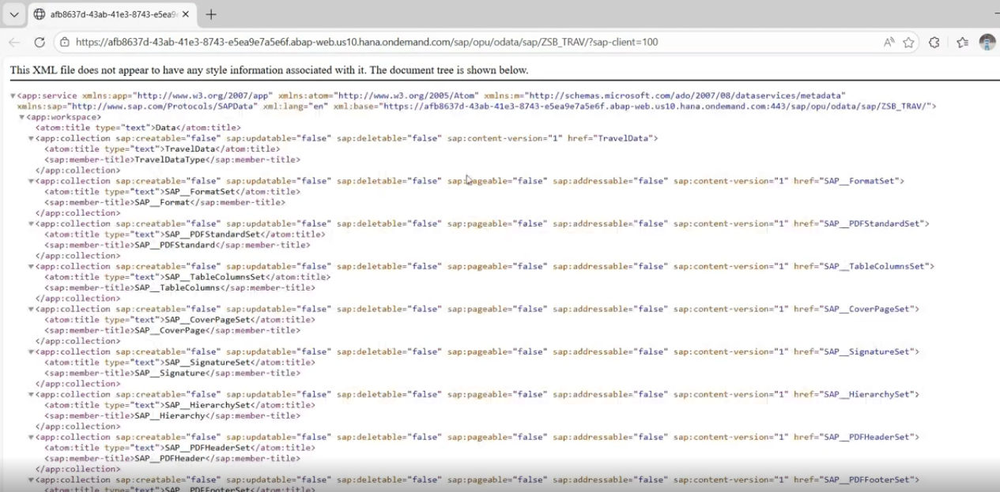 afb8637d-43ab-41e3-8743-e5ea9
https://afb8637d-43ab-41e3-8743-e5ea9e7a5e6f.abap-web.us10.hana.ondemand.com/sap/opu/odata/sap/ZSB_TRAV/?sap-client=100
This XML file does not appear to have any style information associated with it. The document tree is shown below.
▼<app:service xmlns:app="http://www.w3.org/2007/app" xmlns:atom="http://www.w3.org/2005/Atom" xmlns:m="http://schemas.microsoft.com/ado/2007/08/dataservices/metadata"
xmlns:sap="http://www.sap.com/Protocols/SAPData" xml:lang="en" xml:base="https://afb8637d-43ab-41e3-8743-e5ea9e7a5e6f.abap-web.us10.hana.ondemand.com:443/sap/opu/odata/sap/ZSB_TRAV/">
▼<app:workspace>
<atom:title type="text">Data</atom:title>
▼<app:collection sap:creatable="false" sap:updatable="false" sap:deletable="false" sap:content-version="1" href="TravelData">
<atom:title type="text">TravelData</atom:title>
<sap:member-title>TravelDataType</sap:member-title>
</app:collection>
▼<app:collection sap:creatable="false" sap:updatable="false" sap:deletable="false" sap:pageable="false" sap:addressable="false" sap:content-version="1" href="SAP__FormatSet">
<atom:title type="text">SAP__FormatSet</atom:title>
<sap:member-title>SAP__Format</sap:member-title>
</app:collection>
▼<app:collection sap:creatable="false" sap:updatable="false" sap:deletable="false" sap:pageable="false" sap:addressable="false" sap:content-version="1" href="SAP__PDFStandardSet">
<atom:title type="text">SAP__PDFStandardSet</atom:title>
<sap:member-title>SAP__PDFStandard</sap:member-title>
</app:collection>
▼<app:collection sap:creatable="false" sap:updatable="false" sap:deletable="false" sap:pageable="false" sap:addressable="false" sap:content-version="1" href="SAP__TableColumnsSet">
<atom:title type="text">SAP__TableColumnsSet</atom:title>
<sap:member-title>SAP__TableColumns</sap:member-title>
</app:collection>
▼<app:collection sap:creatable="false" sap:updatable="false" sap:deletable="false" sap:pageable="false" sap:addressable="false" sap:content-version="1" href="SAP__CoverPageSet">
<atom:title type="text">SAP__CoverPageSet</atom:title>
<sap:member-title>SAP__CoverPage</sap:member-title>
</app:collection>
▼<app:collection sap:creatable="false" sap:updatable="false" sap:deletable="false" sap:pageable="false" sap:addressable="false" sap:content-version="1" href="SAP__SignatureSet">
<atom:title type="text">SAP__SignatureSet</atom:title>
<sap:member-title>SAP__Signature</sap:member-title>
</app:collection>
▼<app:collection sap:creatable="false" sap:updatable="false" sap:deletable="false" sap:pageable="false" sap:addressable="false" sap:content-version="1" href="SAP__HierarchySet">
<atom:title type="text">SAP__HierarchySet</atom:title>
<sap:member-title>SAP__Hierarchy</sap:member-title>
</app:collection>
▼<app:collection sap:creatable="false" sap:updatable="false" sap:deletable="false" sap:pageable="false" sap:addressable="false" sap:content-version="1" href="SAP__PDFHeaderSet">
<atom:title type="text">SAP__PDFHeaderSet</atom:title>
<sap:member-title>SAP__PDFHeader</sap:member-title>
</app:collection>
▼<app:collection sap:creatable="false" sap:updatable="false" sap:deletable="false" sap:pageable="false" sap:addressable="false" sap:content-version="1" href="SAP__PDFFooterSet">
<atom:title type="text">SAP__PDFFooterSet</atom:title>